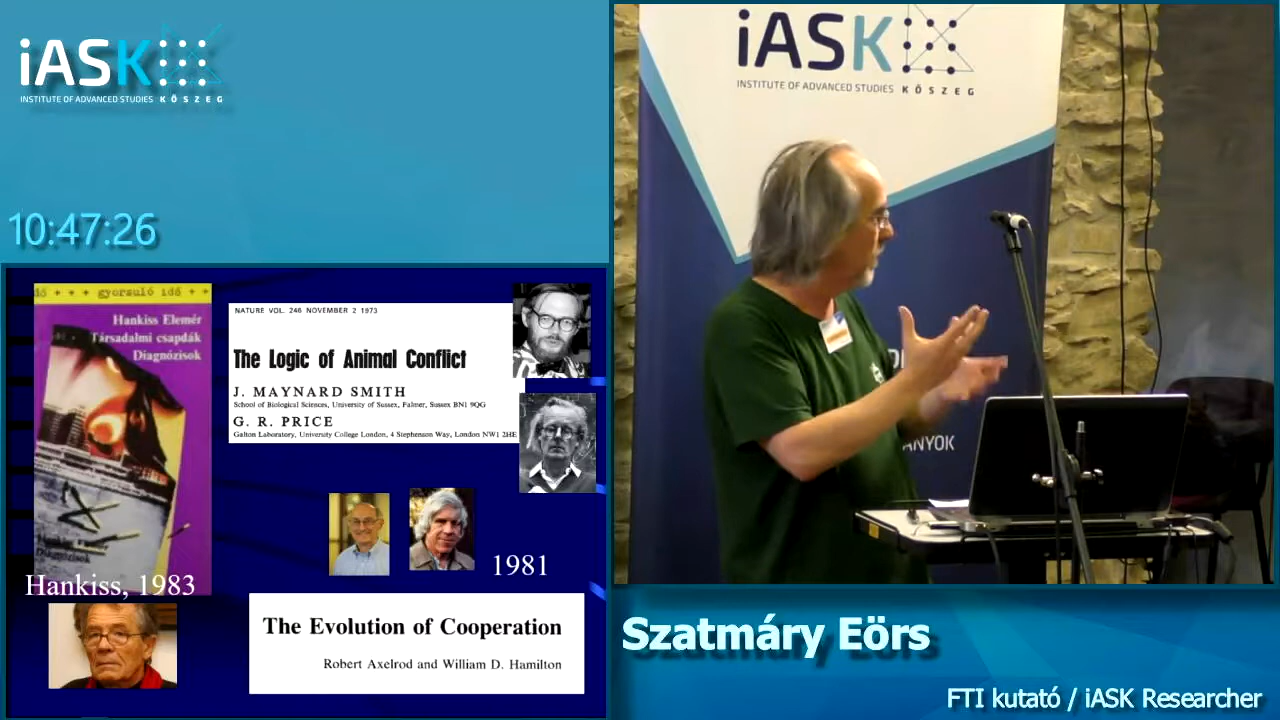 iASK
INSTITUTE OF ADVANCED STUDIES KŐSZEG
10:47:26
gyorsuló idő
Hankiss Elemér
Társadalmi csapdák
Diagnózisok
Diagnózisok
Hankiss, 1983
NATURE VOL. 246 NOVEMBER 2 1973
The Logic of Animal Conflict
J. MAYNARD SMITH
School of Biological Sciences, University of Sussex, Falmer, Sussex BN1 9QG
G. R. PRICE
Galton Laboratory, University College London, 4 Stephenson Way, London NW1 2HE
1981
The Evolution of Cooperation
Robert Axelrod and William D. Hamilton
iASK
INSTITUTE OF ADVANCED STUDIES KŐSZEG
Szatmáry Eörs
FTI kutató / iASK Researcher